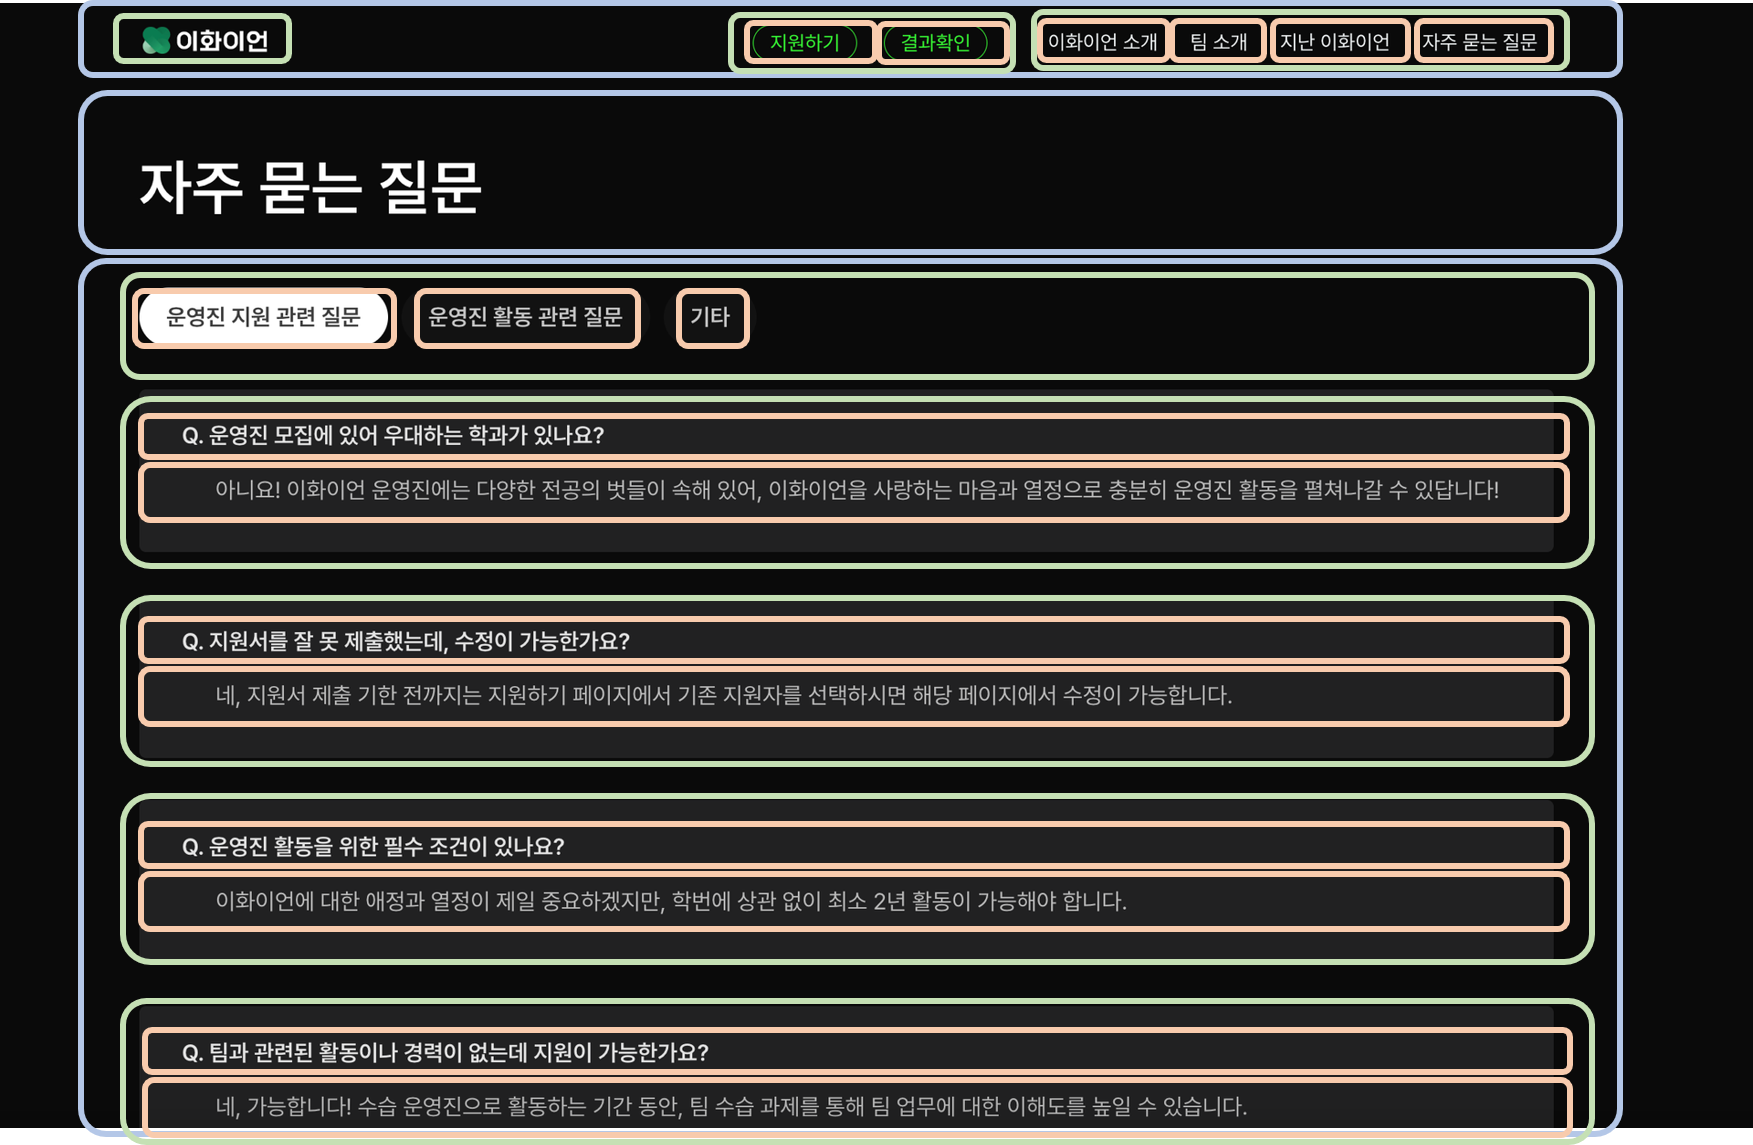 이화이언
지원하기 결과확인 이화이언 소개 팀 소개 지난 이화이언 자주 묻는 질문
자주 묻는 질문
운영진 지원 관련 질문 운영진 활동 관련 질문 기타
Q. 운영진 모집에 있어 우대하는 학과가 있나요?
아니요! 이화이언 운영진에는 다양한 전공의 벗들이 속해 있어, 이화이언을 사랑하는 마음과 열정으로 충분히 운영진 활동을 펼쳐나갈 수 있답니다!
Q. 지원서를 잘 못 제출했는데, 수정이 가능한가요?
네, 지원서 제출 기한 전까지는 지원하기 페이지에서 기존 지원자를 선택하시면 해당 페이지에서 수정이 가능합니다.
Q. 운영진 활동을 위한 필수 조건이 있나요?
이화이언에 대한 애정과 열정이 제일 중요하겠지만, 학번에 상관 없이 최소 2년 활동이 가능해야 합니다.
Q. 팀과 관련된 활동이나 경력이 없는데 지원이 가능한가요?
네, 가능합니다! 수습 운영진으로 활동하는 기간 동안, 팀 수습 과제를 통해 팀 업무에 대한 이해도를 높일 수 있습니다.